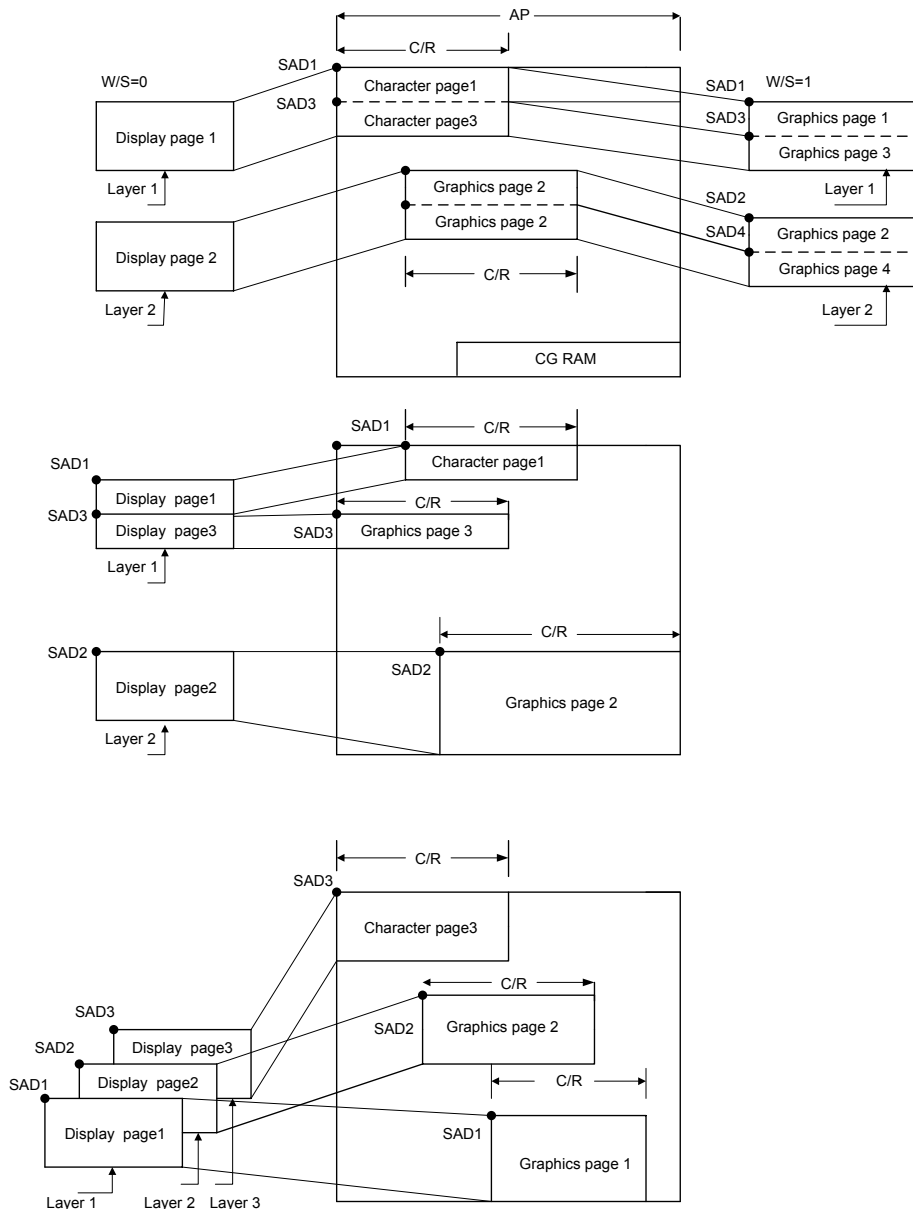 AP
C/R
SAD1
W/S=0
SAD1
W/S=1
Character page1
SAD3
Character page3
Display page 1
Layer 1
SAD3
Graphics page 1
Graphics page 3
Layer 1
Graphics page 2
Graphics page 2
SAD2
SAD4
Graphics page 2
Graphics page 4
Display page 2
Layer 2
C/R
Layer 2
CG RAM
SAD1
C/R
Character page1
SAD1
Display page1
SAD3
Display page3
Layer 1
C/R
SAD3
Graphics page 3
C/R
SAD2
Display page2
Layer 2
SAD2
Graphics page 2
C/R
SAD3
Character page3
C/R
SAD2
Graphics page 2
SAD3
Display page3
SAD2
Display page2
SAD1
Display page1
C/R
SAD1
Graphics page 1
Layer 1
Layer 2
Layer 3